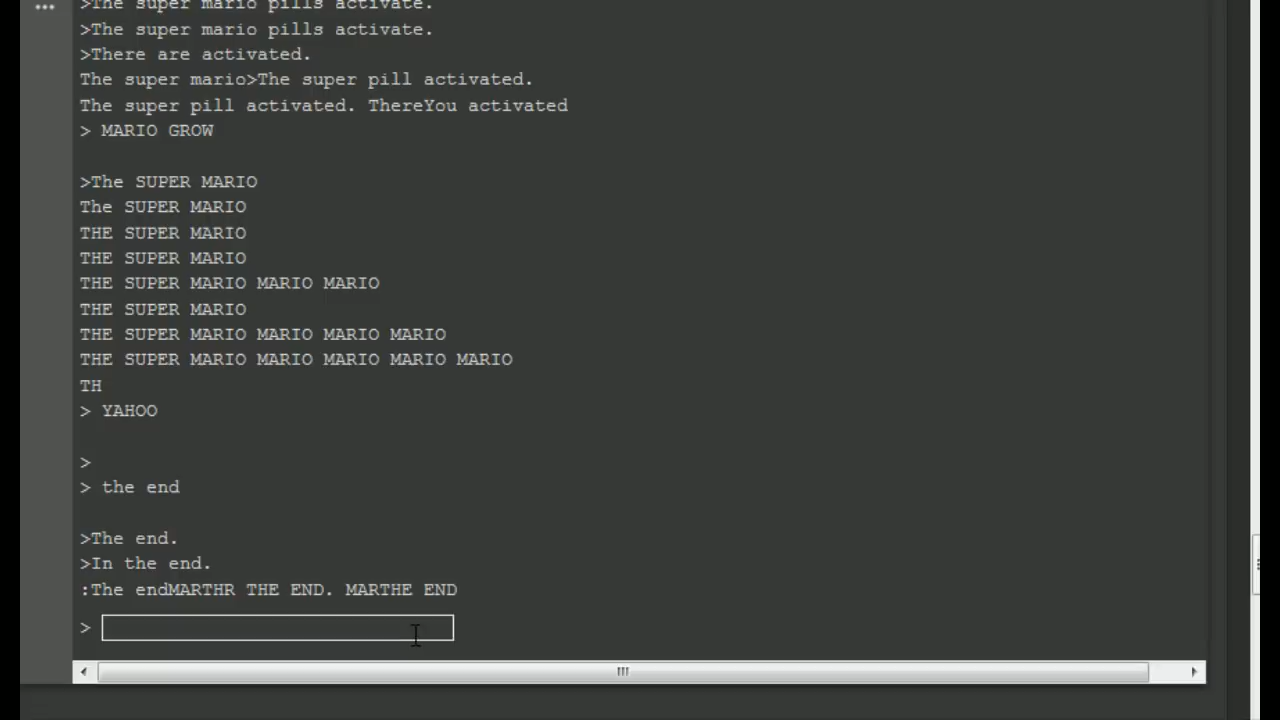 >The super mario pills activate.
>The super mario pills activate.
>There are activated.
The super mario>The super pill activated.
The super pill activated. ThereYou activated
> MARIO GROW
>The SUPER MARIO
The SUPER MARIO
THE SUPER MARIO
THE SUPER MARIO
THE SUPER MARIO MARIO MARIO
THE SUPER MARIO
THE SUPER MARIO MARIO MARIO MARIO
THE SUPER MARIO MARIO MARIO MARIO MARIO
TH
> YAHOO
>
> the end
>The end.
>In the end.
:The endMARTHR THE END. MARTHE END
>